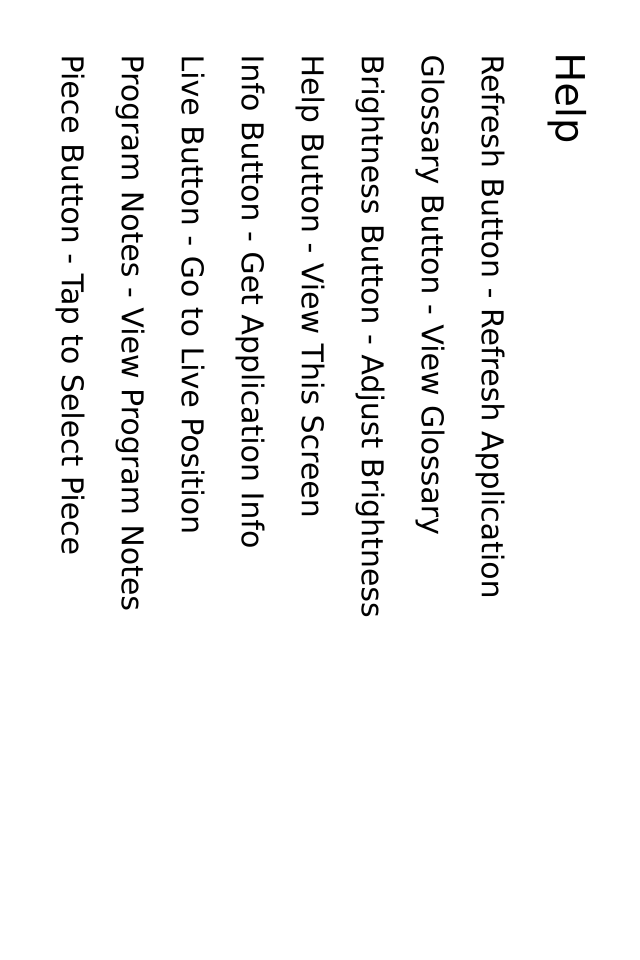 Help
Refresh Button - Refresh Application
Glossary Button - View Glossary
Brightness Button - Adjust Brightness
Help Button - View This Screen
Info Button - Get Application Info
Live Button - Go to Live Position
Program Notes - View Program Notes
Piece Button - Tap to Select Piece